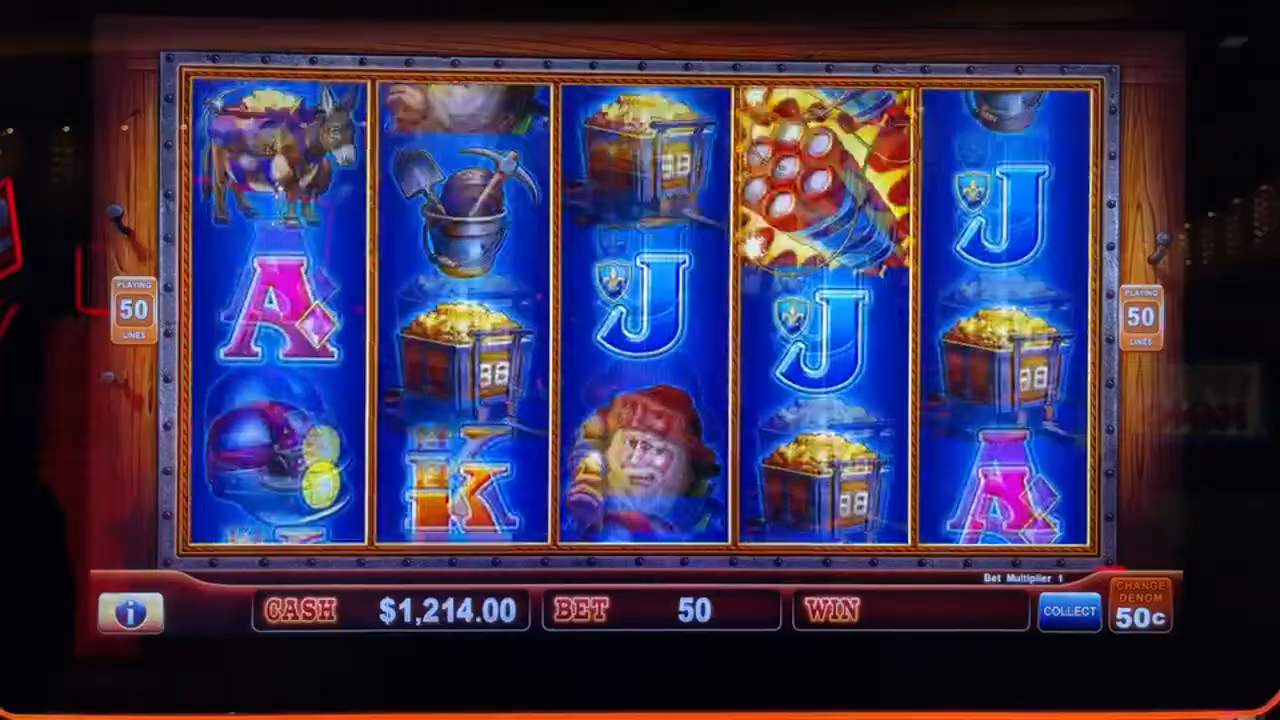 A
J
J
J
K
A
PLAYING
50
LINES
PLAYING
50
LINES
Bet Multiplier 1
CASH $1,214.00
BET 50
WIN
COLLECT
CHANGE
DENOM
50¢
i